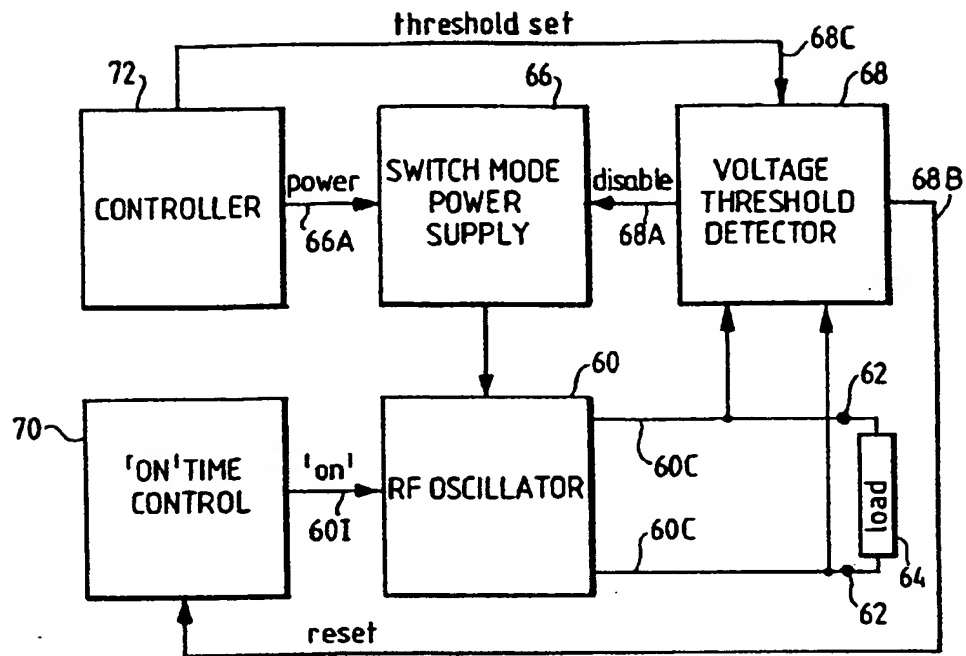 threshold set
68C
72
66
68
CONTROLLER
power
66A
SWITCH MODE
POWER
SUPPLY
disable
68A
VOLTAGE
THRESHOLD
DETECTOR
68B
60
62
70
'ON' TIME
CONTROL
'on'
60I
RF OSCILLATOR
60C
60C
load
64
62
reset